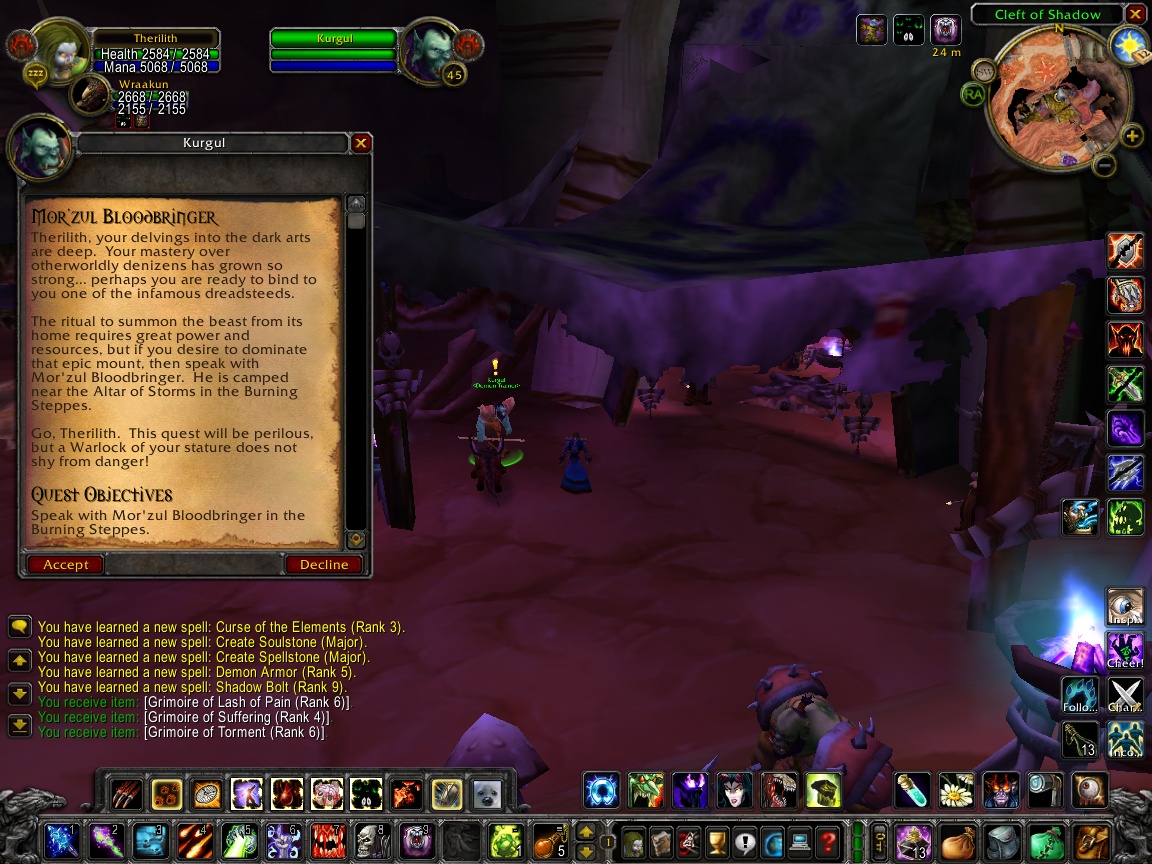 Therilith
Health 2584 / 2584
Mana 5068 / 5068
zzz
Wraakun
2668 / 2668
2155 / 2155
Kurgul
45
24 m
Cleft of Shadow
N
RA
Kurgul
Mor'zul Bloodbringer
Therilith, your delvings into the dark arts
are deep. Your mastery over
otherworldly denizens has grown so
strong... perhaps you are ready to bind to
you one of the infamous dreadsteeds.
The ritual to summon the beast from its
home requires great power and
resources, but if you desire to dominate
that epic mount, then speak with
Mor'zul Bloodbringer. He is camped
near the Altar of Storms in the Burning
Steppes.
Go, Therilith. This quest will be perilous,
but a Warlock of your stature does not
shy from danger!
Quest Objectives
Speak with Mor'zul Bloodbringer in the
Burning Steppes.
Accept
Decline
Kurgul
<Demon Trainer>
You have learned a new spell: Curse of the Elements (Rank 3).
You have learned a new spell: Create Soulstone (Major).
You have learned a new spell: Create Spellstone (Major).
You have learned a new spell: Demon Armor (Rank 5).
You have learned a new spell: Shadow Bolt (Rank 9).
You receive item: [Grimoire of Lash of Pain (Rank 6)].
You receive item: [Grimoire of Suffering (Rank 4)].
You receive item: [Grimoire of Torment (Rank 6)].
Insp...
Cheer!
Follo...
Char...
13
Inco...
1
2
3
4
5
6
7
8
9
5
1
13